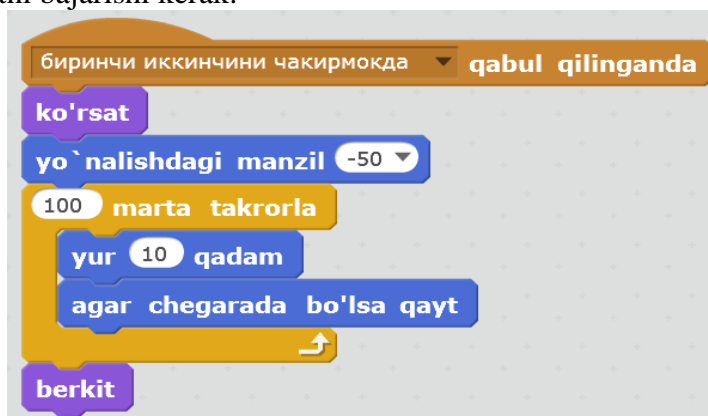 биринчи иккинчини чакирмокда qabul qilinganda
ko'rsat
yo`nalishdagi manzil -50
100 marta takrorla
yur 10 qadam
agar chegarada bo'lsa qayt
berkit